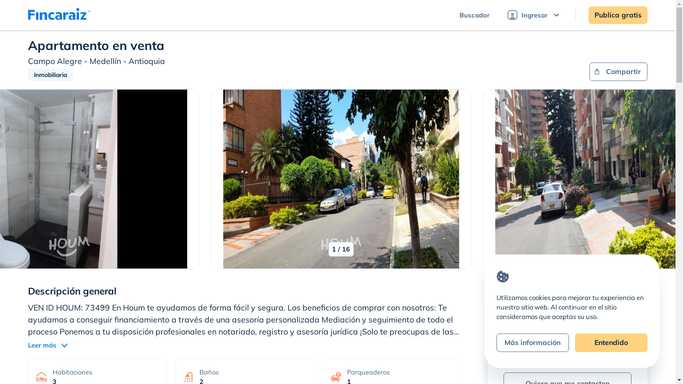 Fincaraiz
Buscador
Ingresar
Publica gratis
Apartamento en venta
Campo Alegre - Medellín - Antioquia
Inmobiliaria
Compartir
HOUM
HOUM
1 / 16
Descripción general
VEN ID HOUM: 73499 En Houm te ayudamos de forma fácil y segura. Los beneficios de comprar con nosotros: Te
ayudamos a conseguir financiamiento a través de una asesoría personalizada Mediación y seguimiento de todo el
proceso Ponemos a tu disposición profesionales en notariado, registro y asesoría jurídica ¡Solo te preocupas de las...
Leer más
Habitaciones
3
Baños
2
Parqueaderos
1
Utilizamos cookies para mejorar tu experiencia en
nuestro sitio web. Al continuar en el sitio
consideramos que aceptas su uso.
Más información
Entendido
Quiero que me contacten